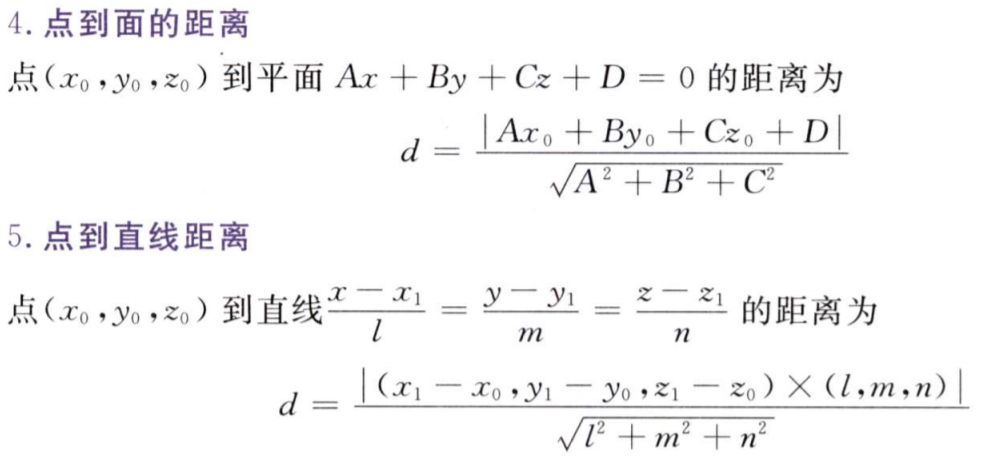 4. 点到面的距离
点(x₀,y₀,z₀)到平面 Ax + By + Cz + D = 0 的距离为
d = |Ax₀ + By₀ + Cz₀ + D| / √(A² + B² + C²)
5. 点到直线距离
点(x₀,y₀,z₀)到直线 (x − x₁)/l = (y − y₁)/m = (z − z₁)/n 的距离为
d = |(x₁ − x₀,y₁ − y₀,z₁ − z₀) × (l,m,n)| / √(l² + m² + n²)